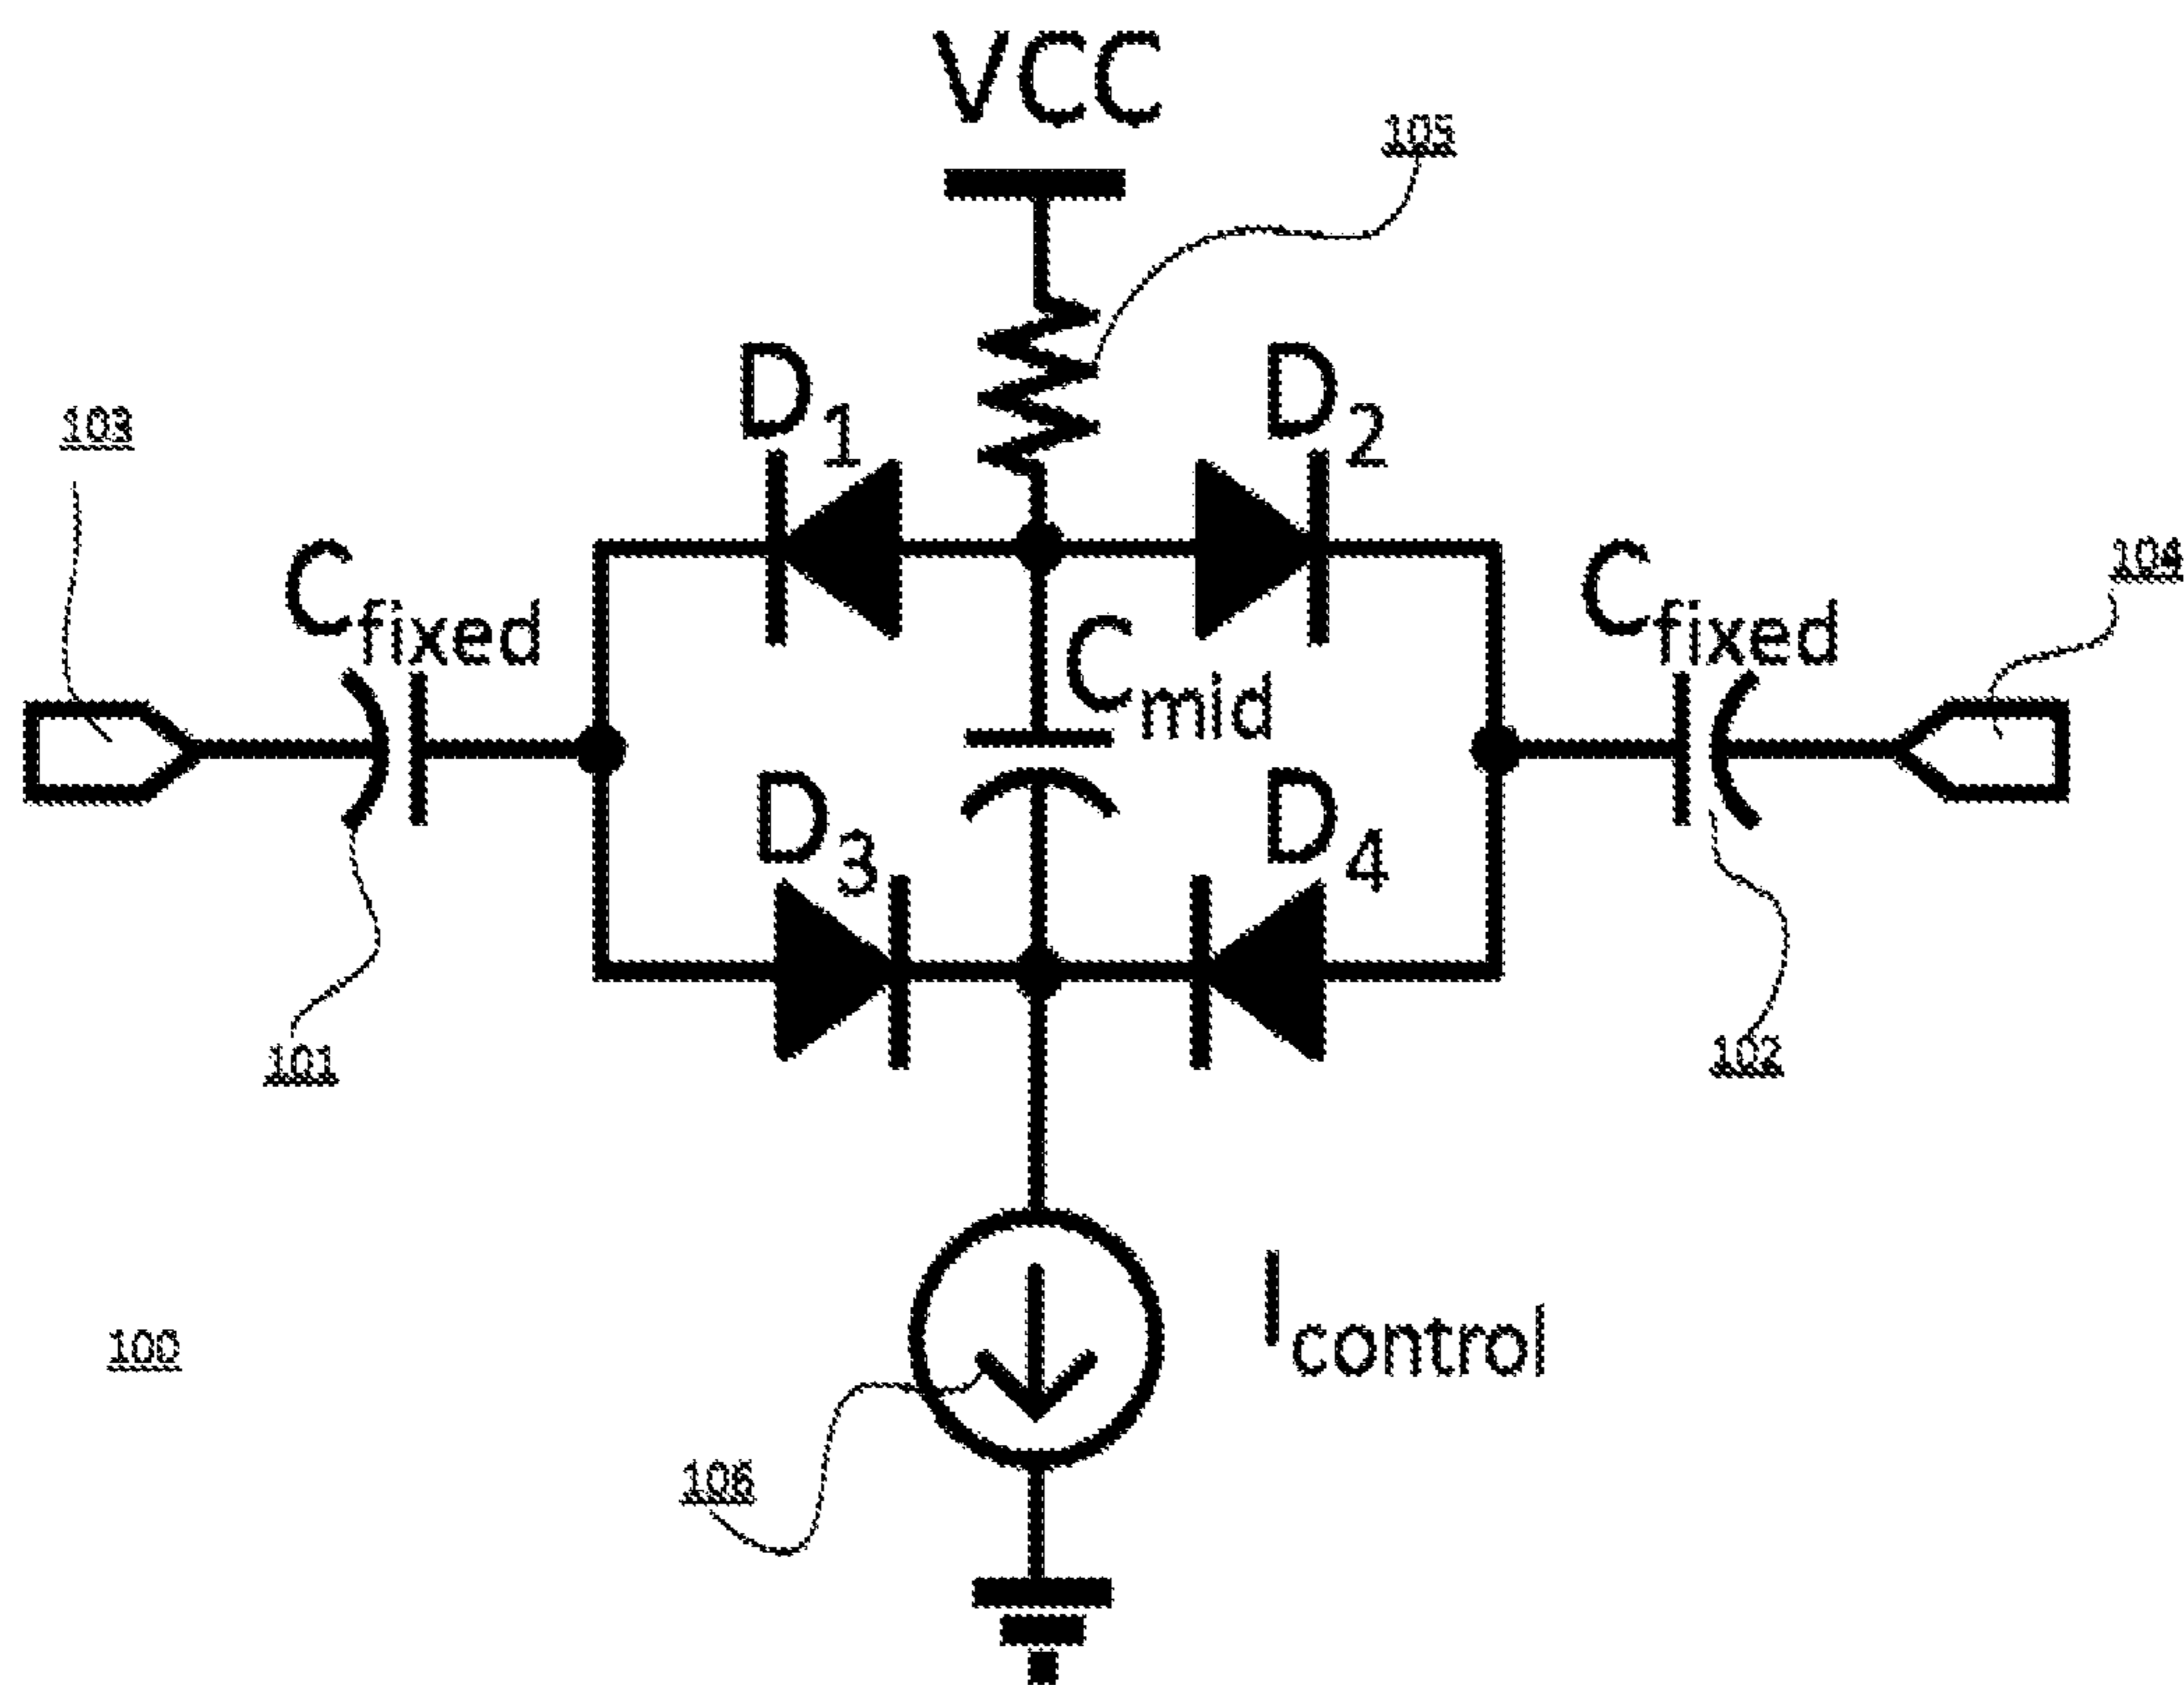 VCC
105
D1
D2
103
Cfixed
Cfixed
104
Cmid
D3
D4
101
102
Icontrol
100
106